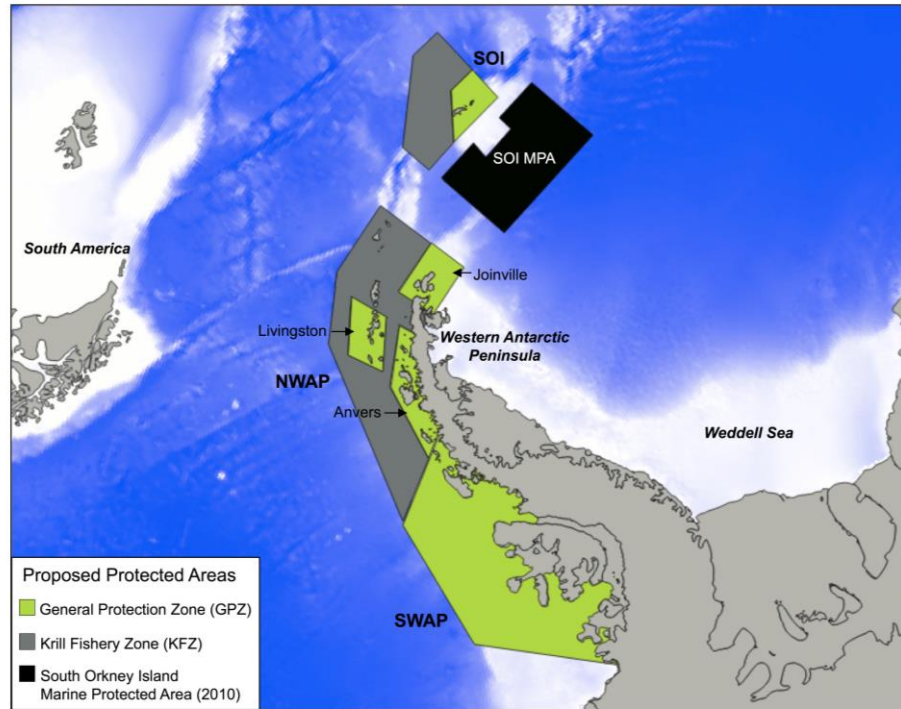 SOI
SOI MPA
South America
Joinville
Livingston
Western Antarctic
Peninsula
NWAP
Anvers
Weddell Sea
SWAP
Proposed Protected Areas
General Protection Zone (GPZ)
Krill Fishery Zone (KFZ)
South Orkney Island
Marine Protected Area (2010)